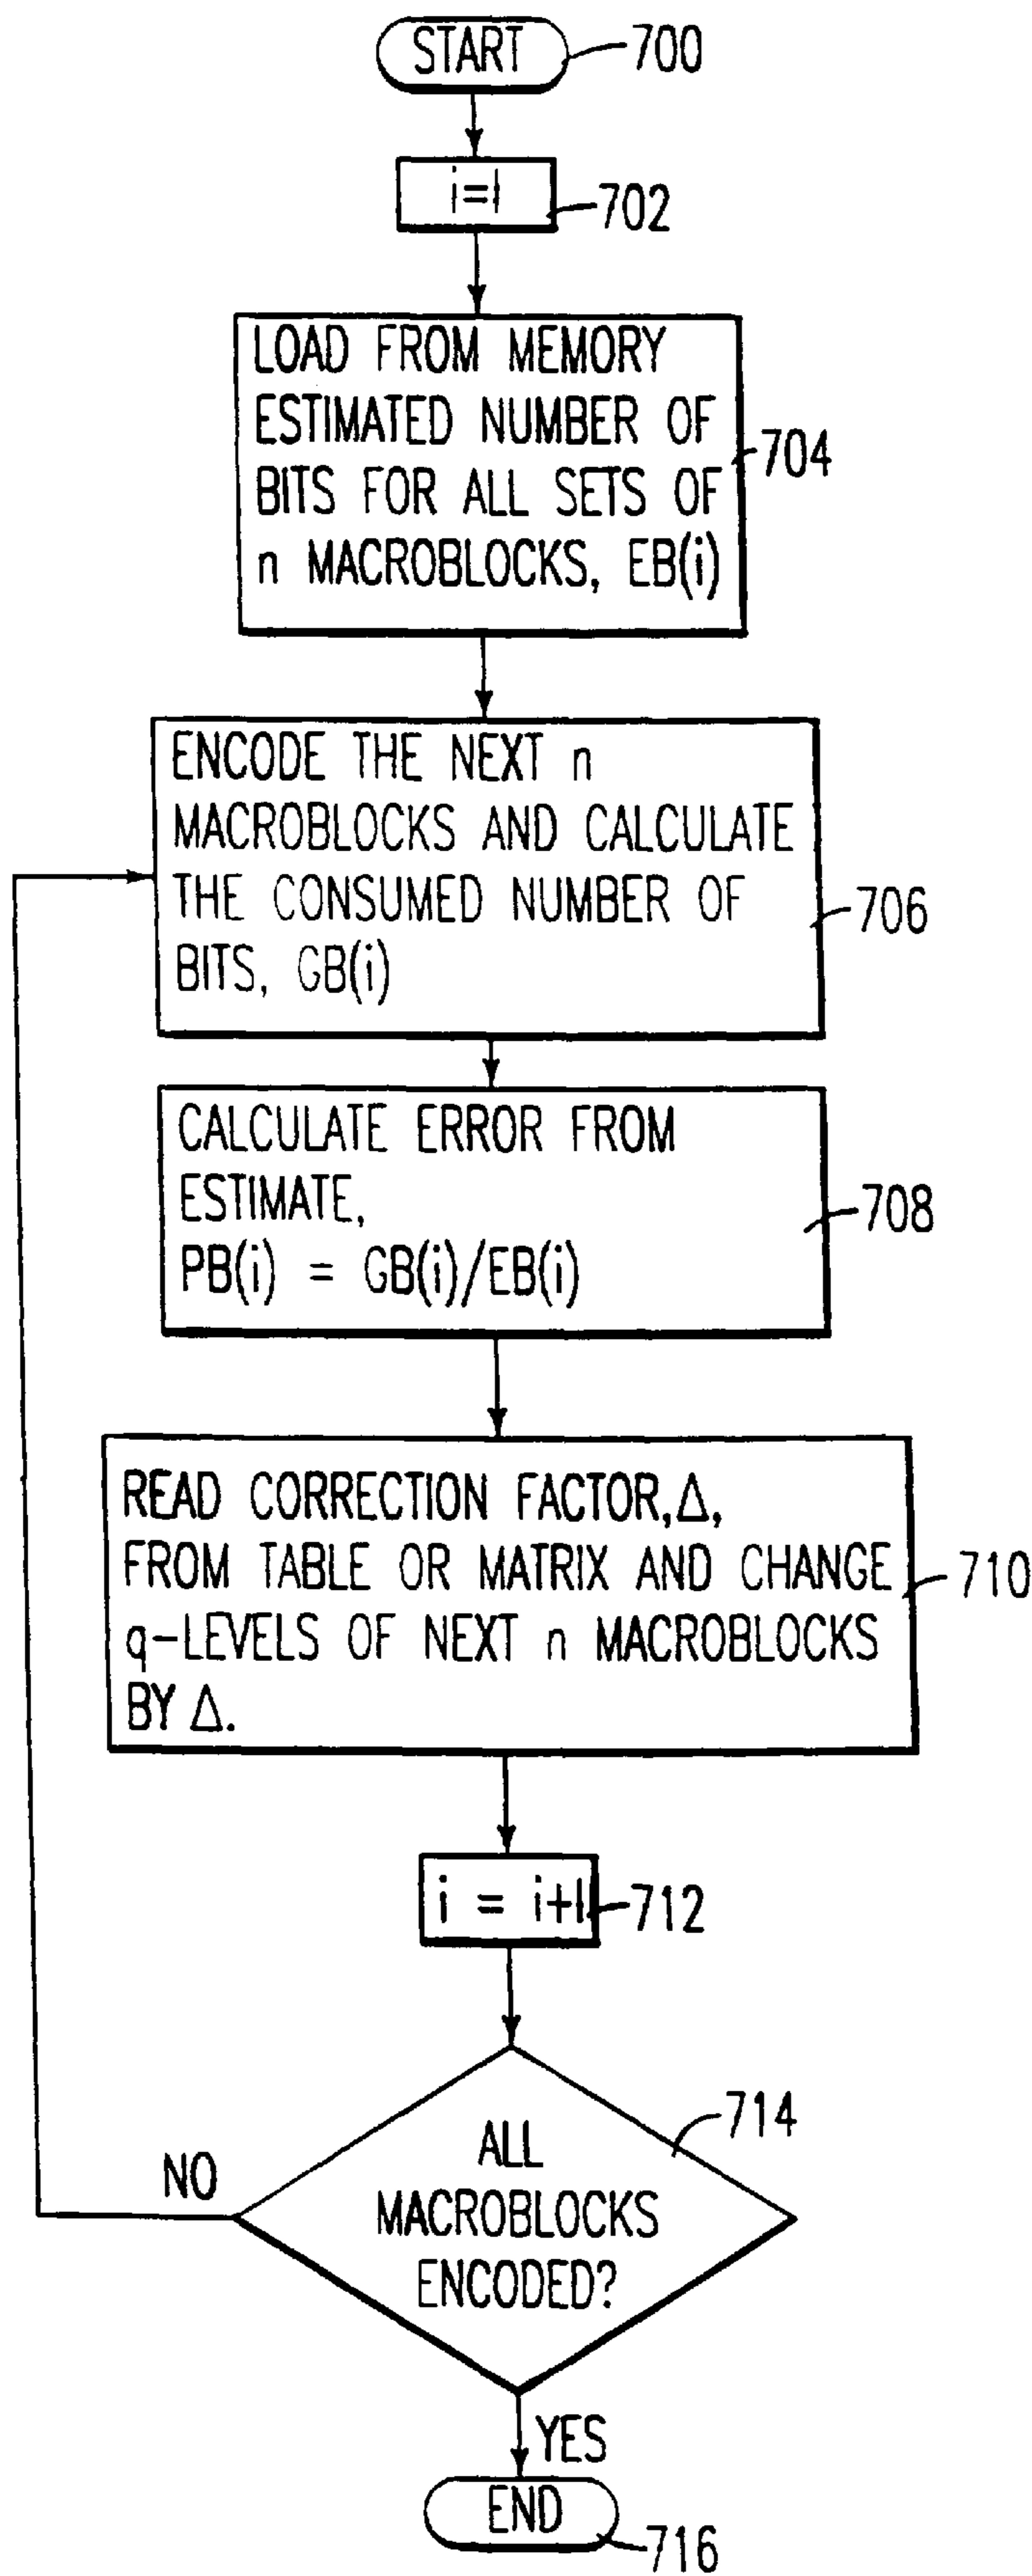 START
700
i=1
702
LOAD FROM MEMORY
ESTIMATED NUMBER OF
BITS FOR ALL SETS OF
n MACROBLOCKS, EB(i)
704
ENCODE THE NEXT n
MACROBLOCKS AND CALCULATE
THE CONSUMED NUMBER OF
BITS, GB(i)
706
CALCULATE ERROR FROM
ESTIMATE,
PB(i) = GB(i)/EB(i)
708
READ CORRECTION FACTOR,Δ,
FROM TABLE OR MATRIX AND CHANGE
q-LEVELS OF NEXT n MACROBLOCKS
BY Δ.
710
i = i+1
712
ALL
MACROBLOCKS
ENCODED?
714
NO
YES
END
716